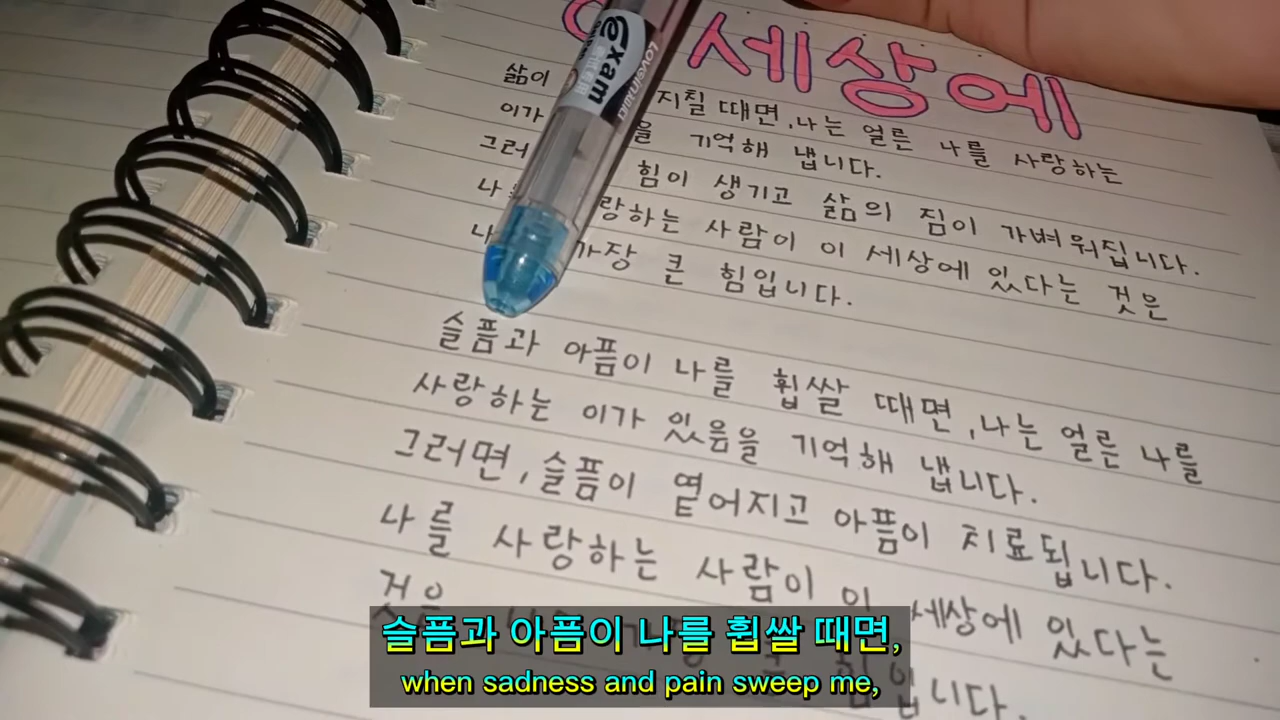 세상에
삶이 지칠 때면,나는 얼른 나를 사랑하는
이가 을 기억해 냅니다.
그러 힘이 생기고 삶의 짐이 가벼워집니다.
나 랑하는 사람이 이 세상에 있다는 것은
나 가장 큰 힘입니다.
슬픔과 아픔이 나를 휩쌀 때면,나는 얼른 나를
사랑하는 이가 있음을 기억해 냅니다.
그러면,슬픔이 옅어지고 아픔이 치료됩니다.
나를 사랑하는 사람이 이 세상에 있다는
것은 힘입니다.
exam
Loveinmain
슬픔과 아픔이 나를 휩쌀 때면,
when sadness and pain sweep me,